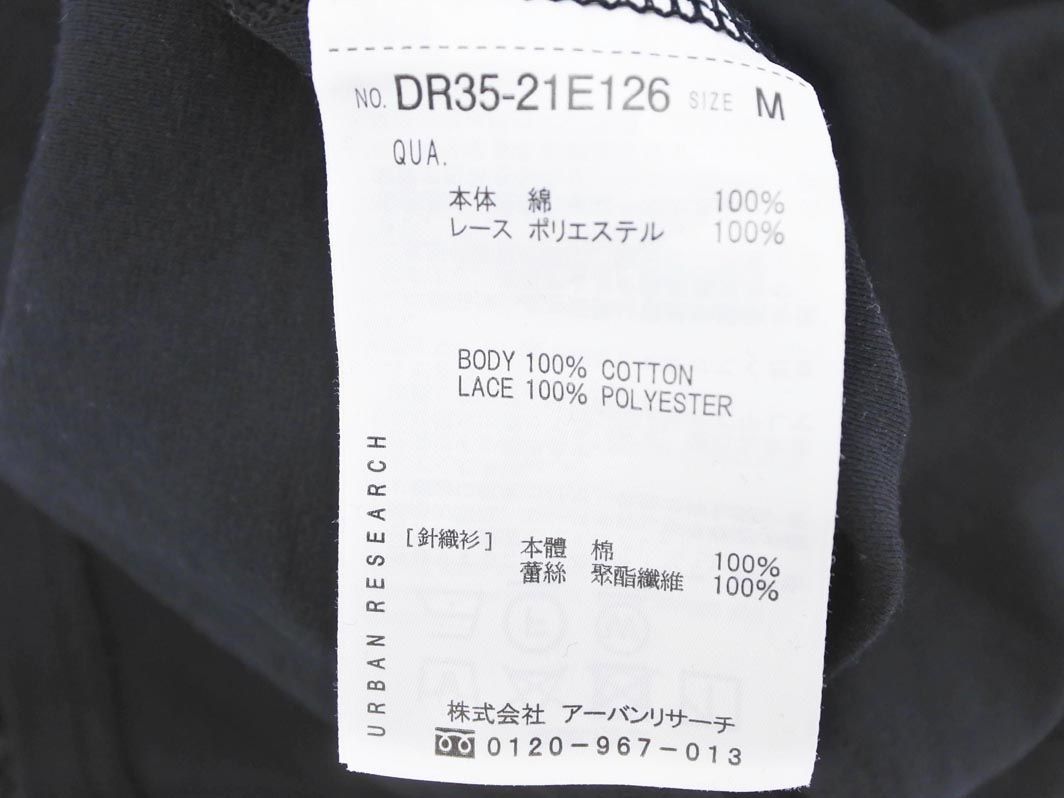 NO. DR35-21E126 SIZE M
QUA.
本体 綿 100%
レース ポリエステル 100%
BODY 100% COTTON
LACE 100% POLYESTER
URBAN RESEARCH
[針織衫] 本體 棉 100%
蕾絲 聚酯纖維 100%
株式会社 アーバンリサーチ
0120-967-013